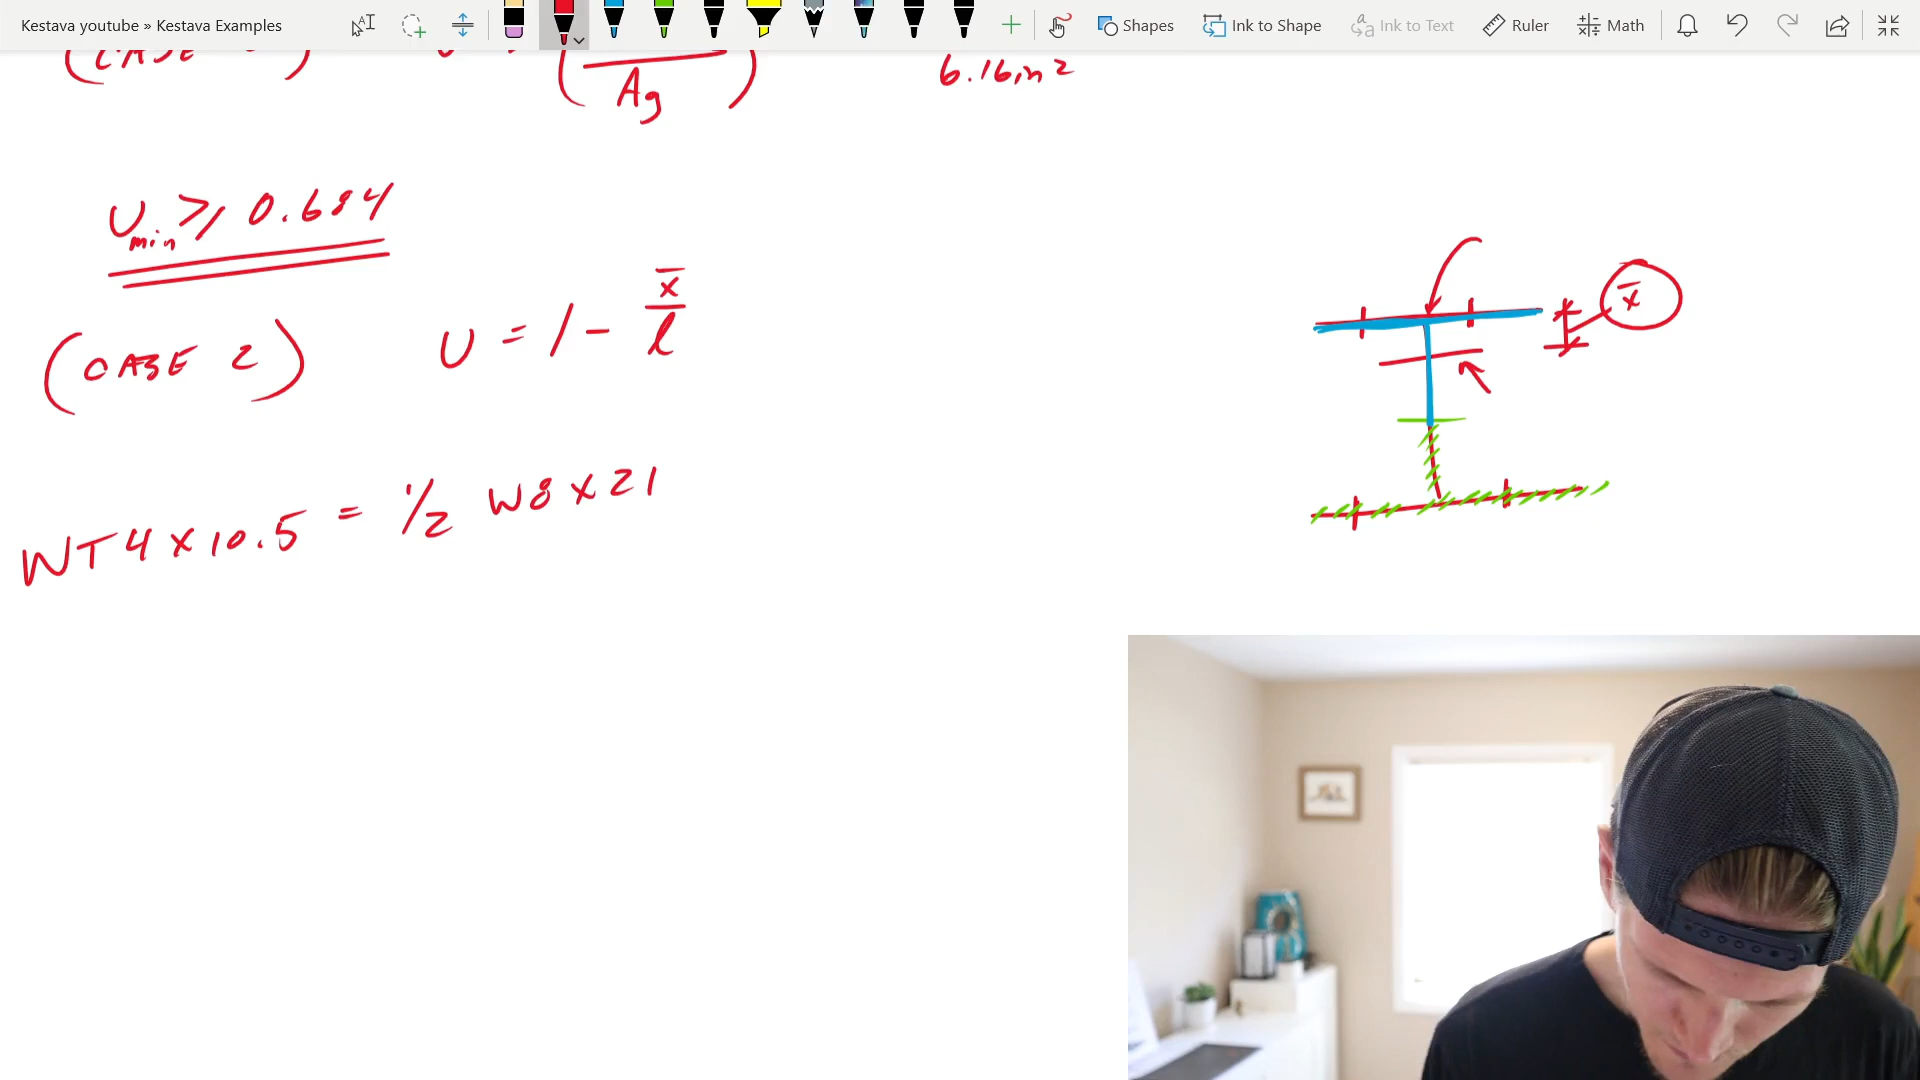 Kestava youtube » Kestava Examples
Shapes
Ink to Shape
Ink to Text
Ruler
Math
Ag
6.16in²
Umin ≥ 0.684
(CASE 2) U = 1 - x̄/l
x̄
WT4x10.5 = 1/2 W8x21